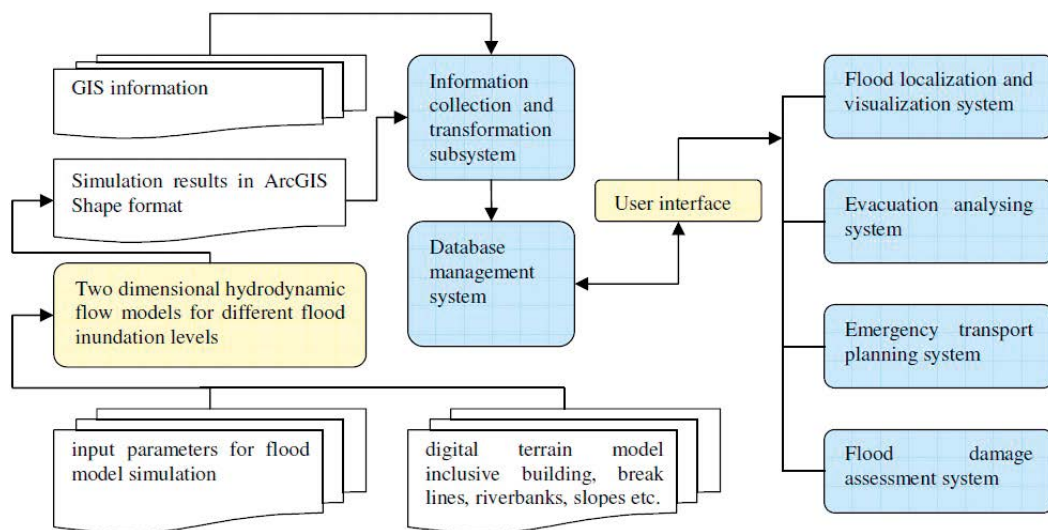 GIS information
Simulation results in ArcGIS
Shape format
Two dimensional hydrodynamic
flow models for different flood
inundation levels
input parameters for flood
model simulation
digital terrain model
inclusive building, break
lines, riverbanks, slopes etc.
Information
collection and
transformation
subsystem
Database
management
system
User interface
Flood localization and
visualization system
Evacuation analysing
system
Emergency transport
planning system
Flood damage
assessment system